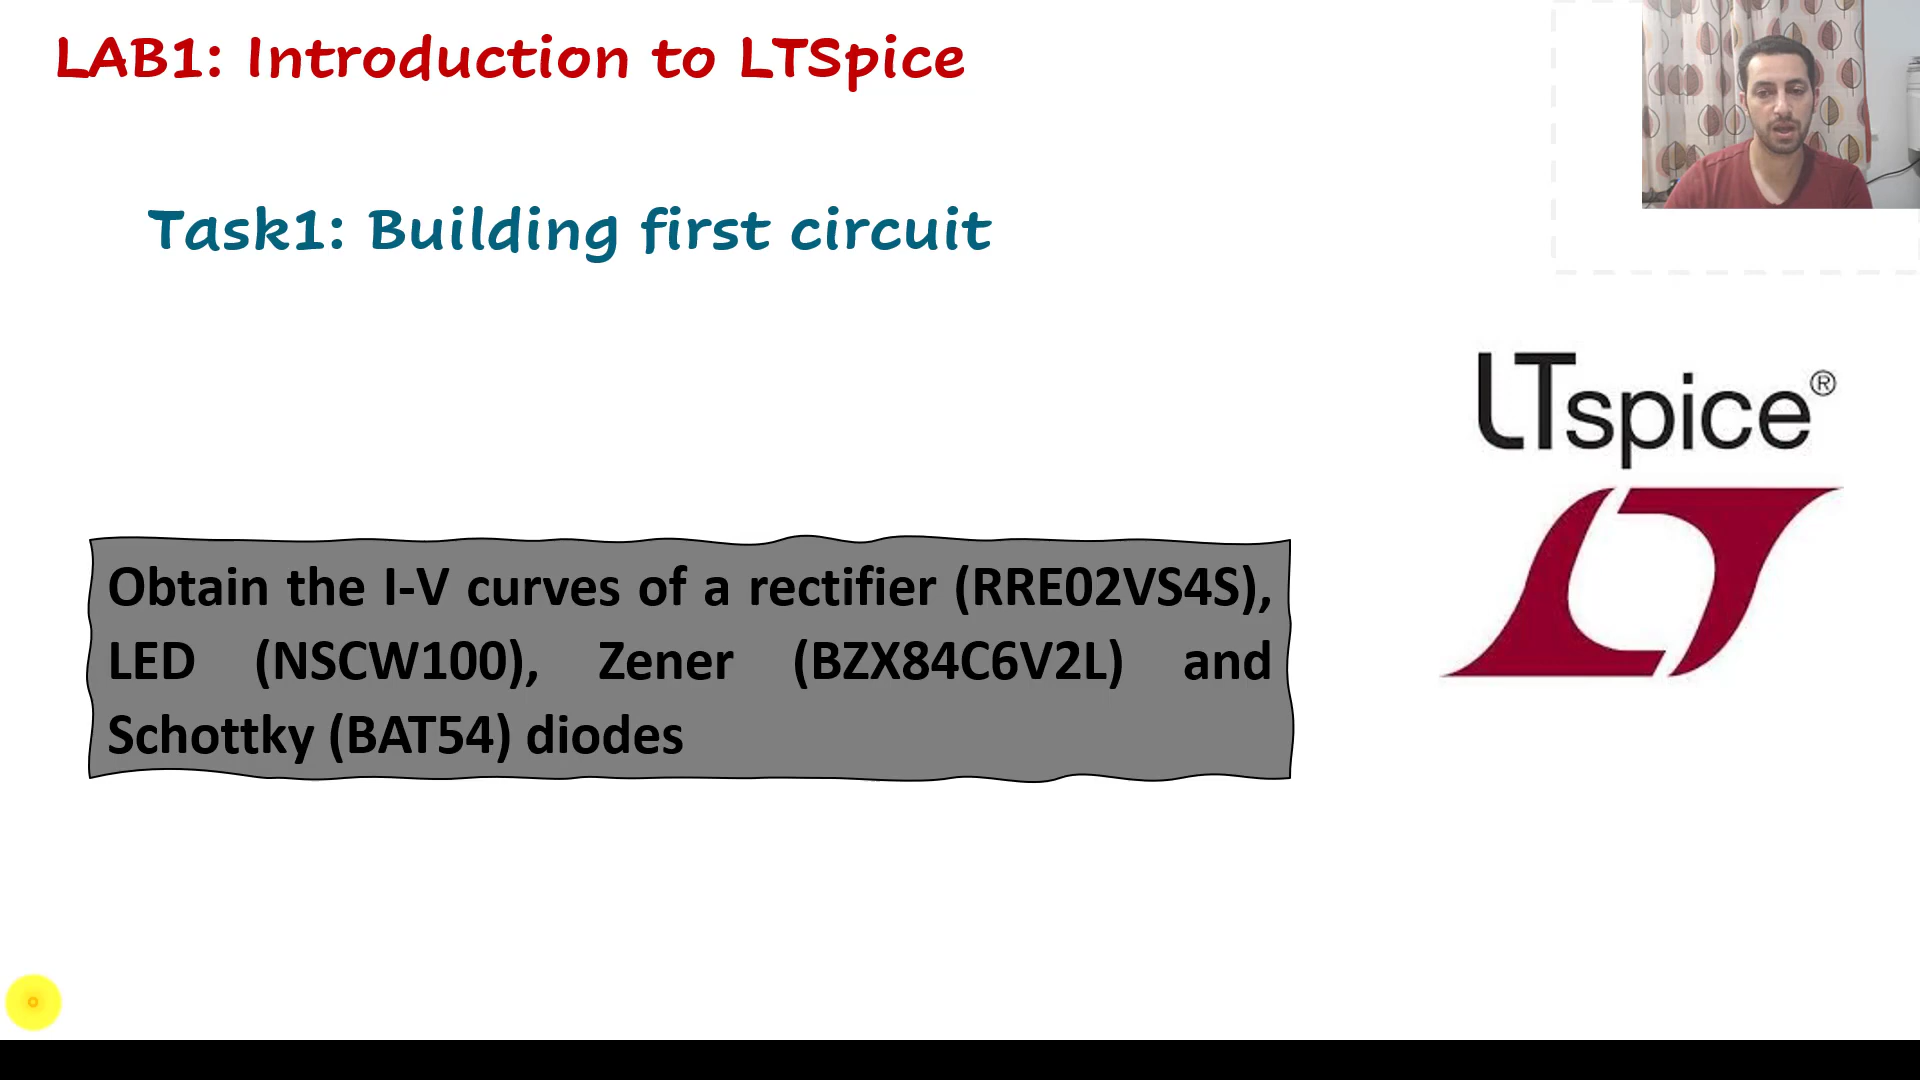 LAB1: Introduction to LTSpice
Task1: Building first circuit
LTspice®
Obtain the I-V curves of a rectifier (RRE02VS4S),
LED (NSCW100), Zener (BZX84C6V2L) and
Schottky (BAT54) diodes